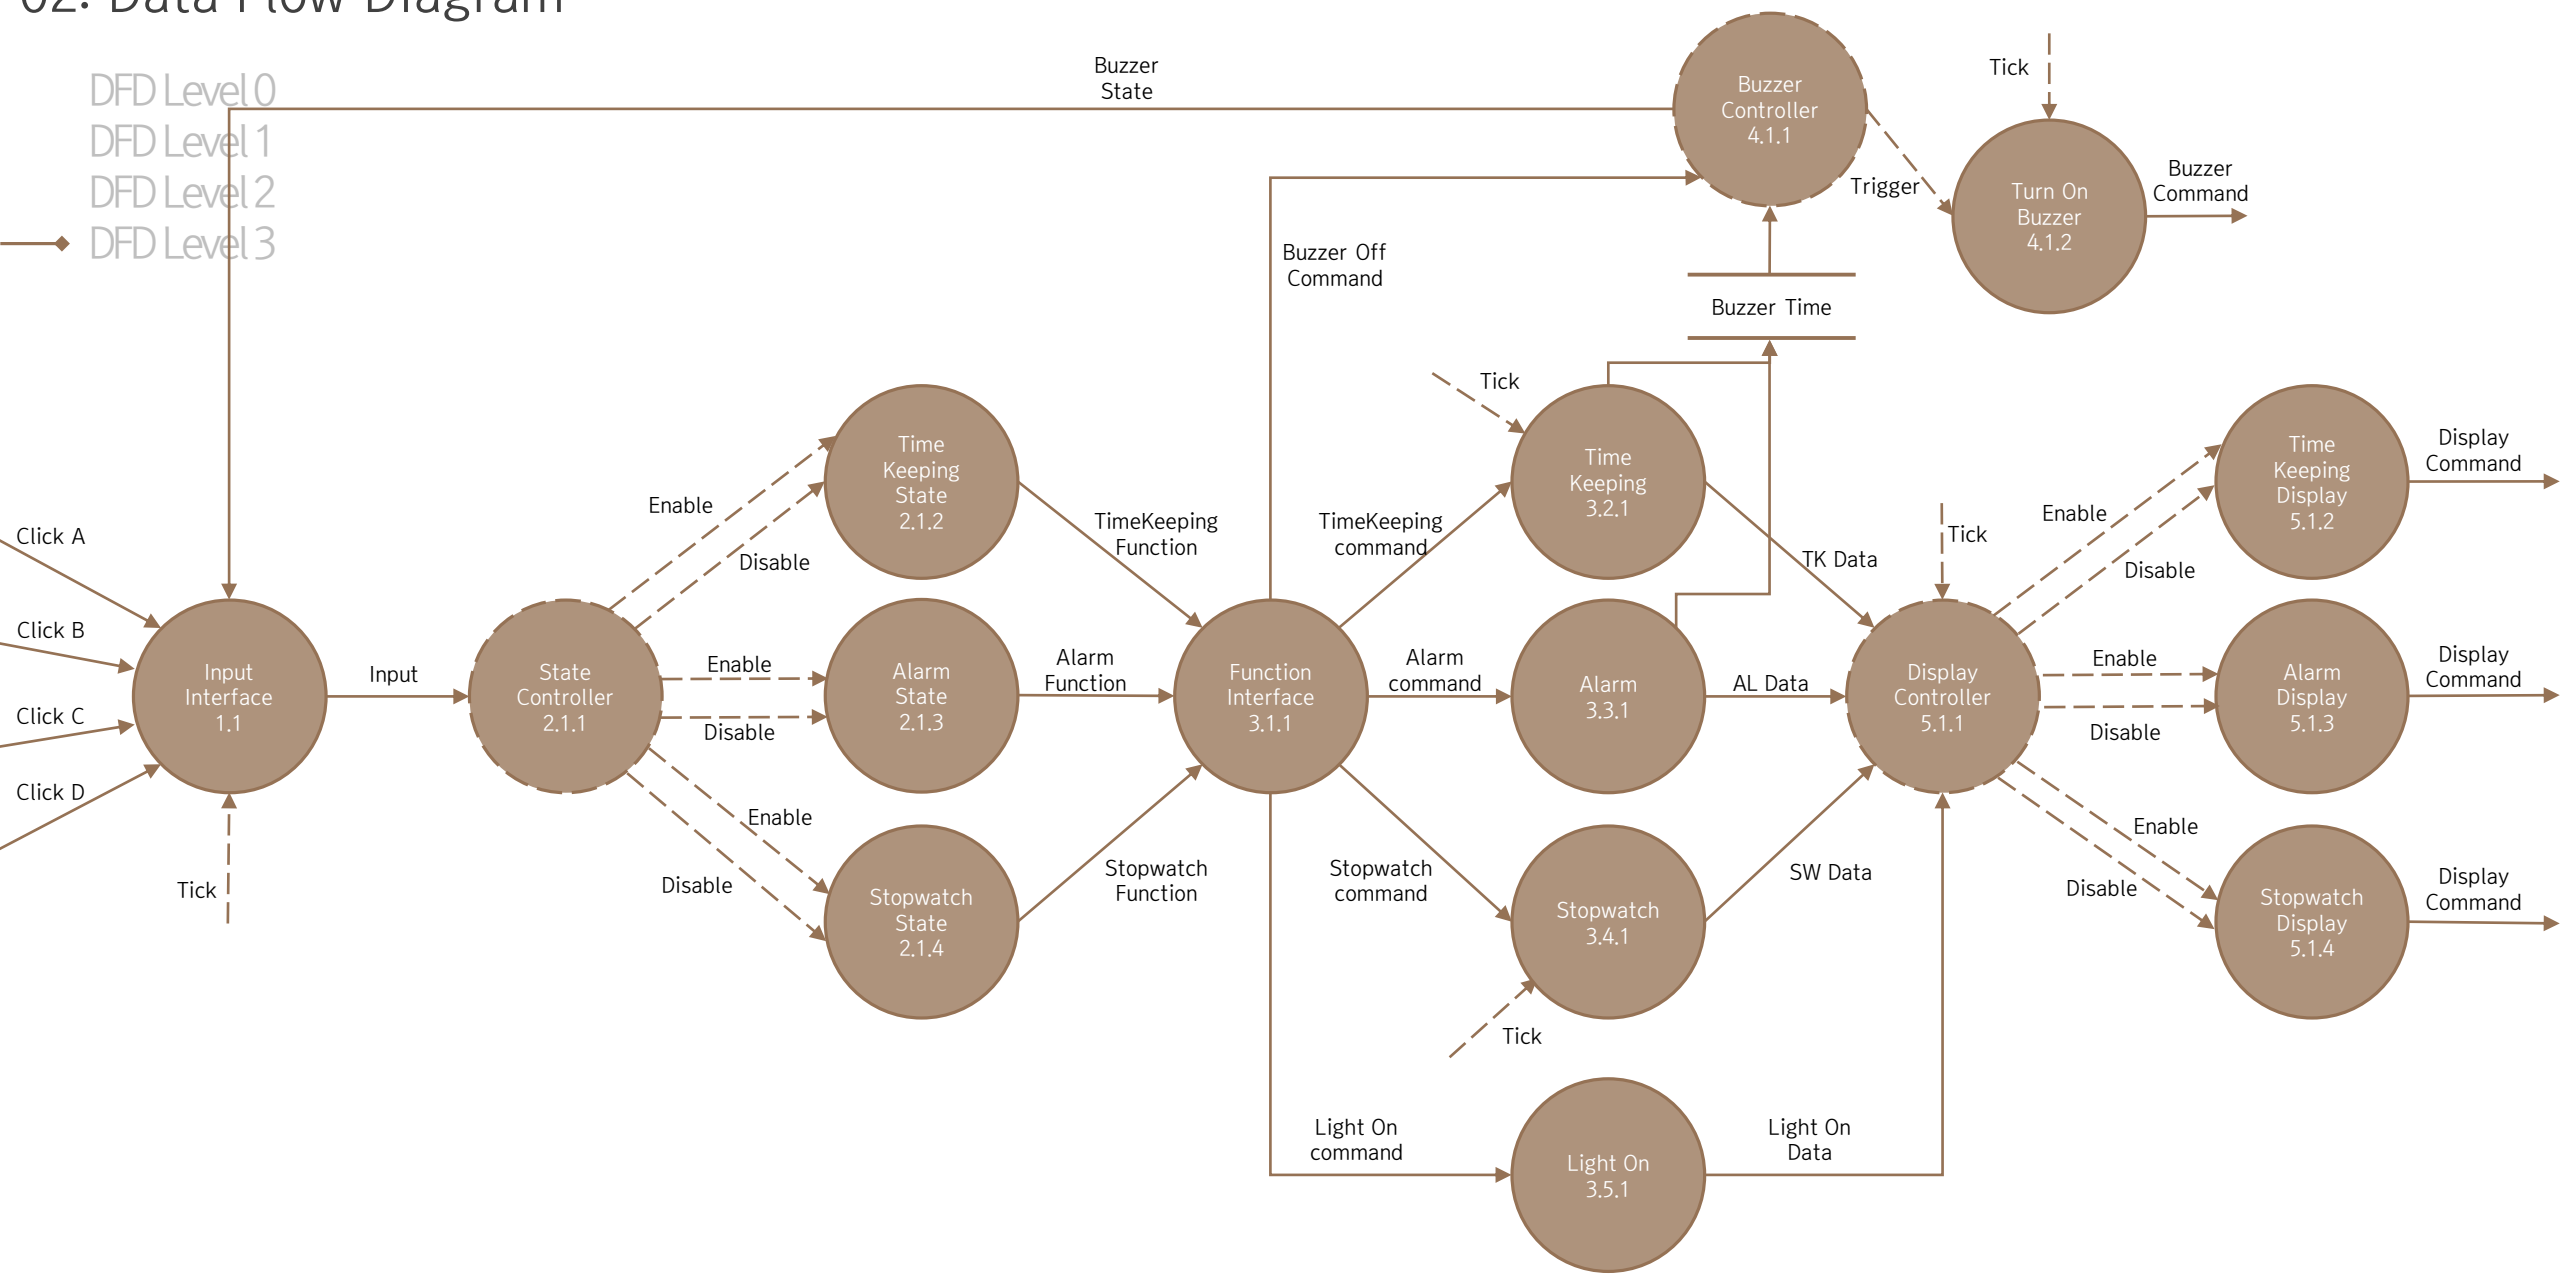 02. Data Flow Diagram
DFD Level 0
DFD Level 1
DFD Level 2
DFD Level 3
Buzzer
State
Buzzer
Controller
4.1.1
Tick
Trigger
Turn On
Buzzer
4.1.2
Buzzer
Command
Buzzer Off
Command
Buzzer Time
Click A
Click B
Click C
Click D
Tick
Input
Interface
1.1
Input
State
Controller
2.1.1
Enable
Disable
Enable
Disable
Enable
Disable
Time
Keeping
State
2.1.2
Alarm
State
2.1.3
Stopwatch
State
2.1.4
TimeKeeping
Function
Alarm
Function
Stopwatch
Function
Function
Interface
3.1.1
TimeKeeping
command
Alarm
command
Stopwatch
command
Light On
command
Tick
Time
Keeping
3.2.1
Alarm
3.3.1
Stopwatch
3.4.1
Tick
Light On
3.5.1
TK Data
AL Data
SW Data
Light On
Data
Tick
Display
Controller
5.1.1
Enable
Disable
Enable
Disable
Enable
Disable
Time
Keeping
Display
5.1.2
Alarm
Display
5.1.3
Stopwatch
Display
5.1.4
Display
Command
Display
Command
Display
Command